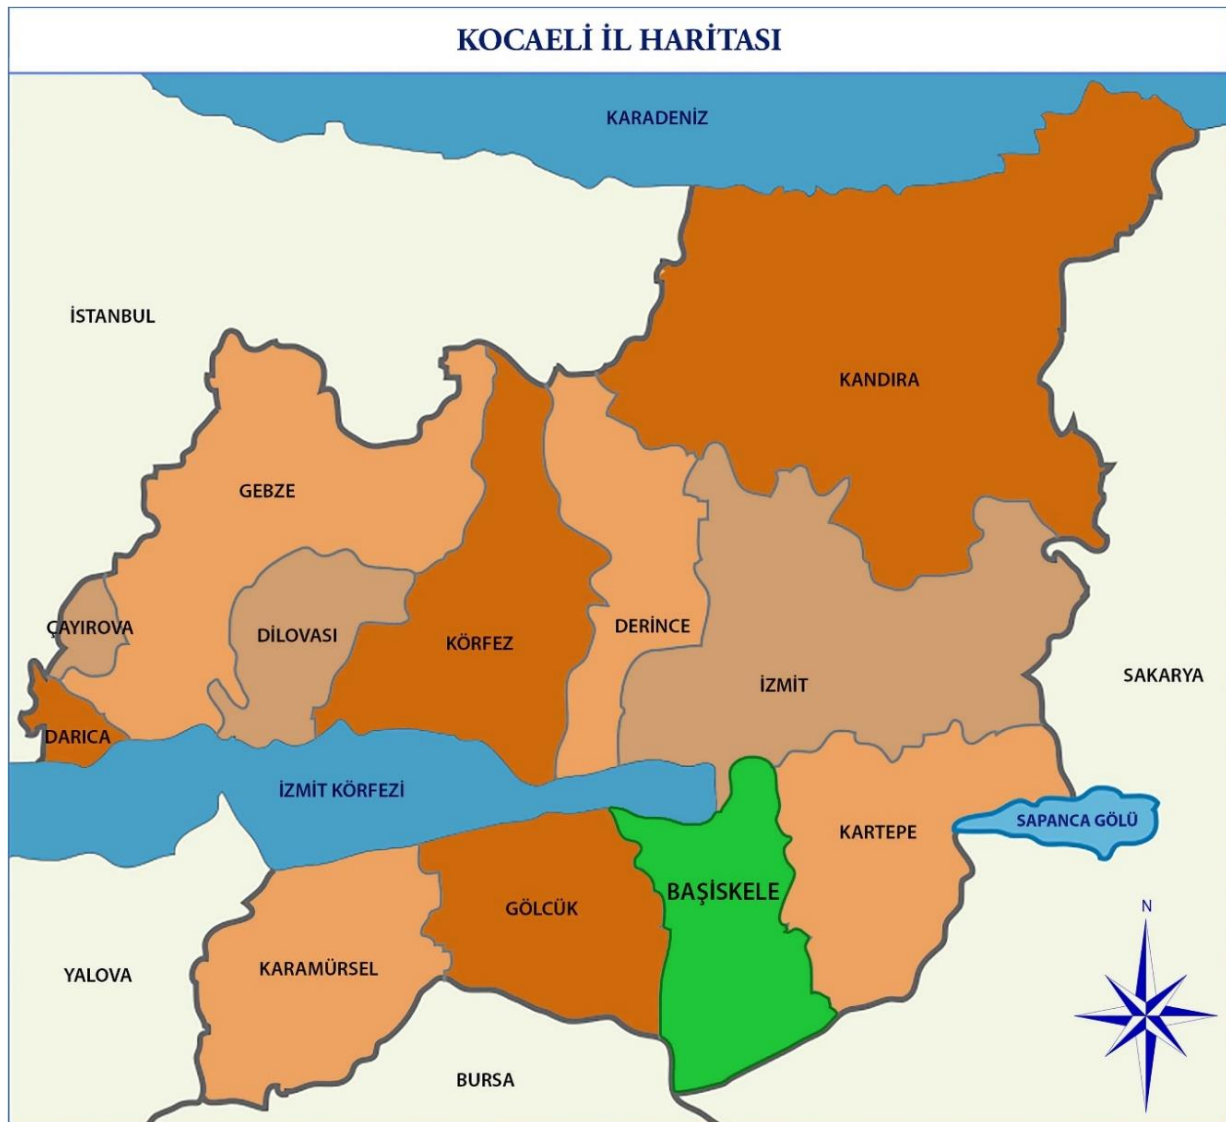 KOCAELİ İL HARİTASI
KARADENİZ
İSTANBUL
KANDIRA
GEBZE
ÇAYIROVA
DİLOVASI
KÖRFEZ
DERİNCE
İZMİT
SAKARYA
DARICA
İZMİT KÖRFEZİ
KARTEPE
SAPANCA GÖLÜ
BAŞİSKELE
GÖLCÜK
KARAMÜRSEL
YALOVA
BURSA
N